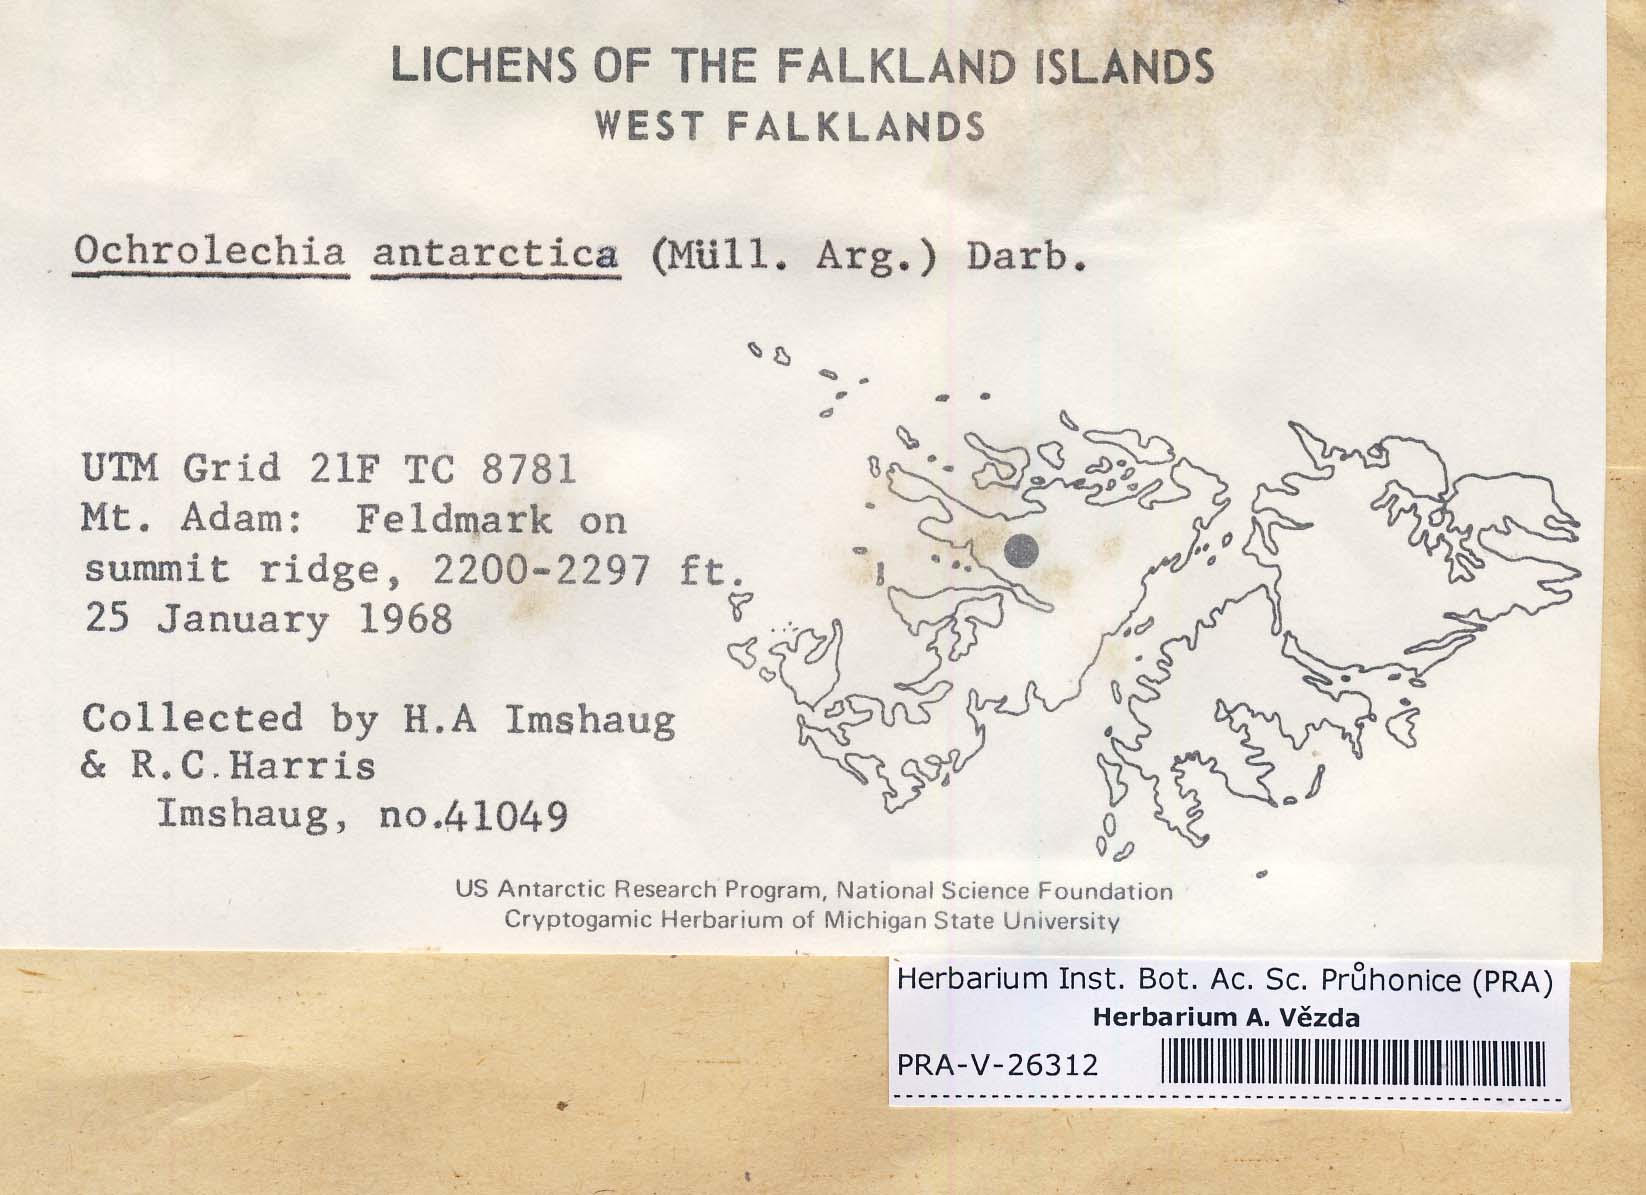 LICHENS OF THE FALKLAND ISLANDS
WEST FALKLANDS
Ochrolechia antarctica (Müll. Arg.) Darb.
UTM Grid 21F TC 8781
Mt. Adam: Feldmark on
summit ridge, 2200-2297 ft.
25 January 1968
Collected by H.A Imshaug
& R.C.Harris
Imshaug, no.41049
US Antarctic Research Program, National Science Foundation
Cryptogamic Herbarium of Michigan State University
Herbarium Inst. Bot. Ac. Sc. Průhonice (PRA)
Herbarium A. Vězda
PRA-V-26312